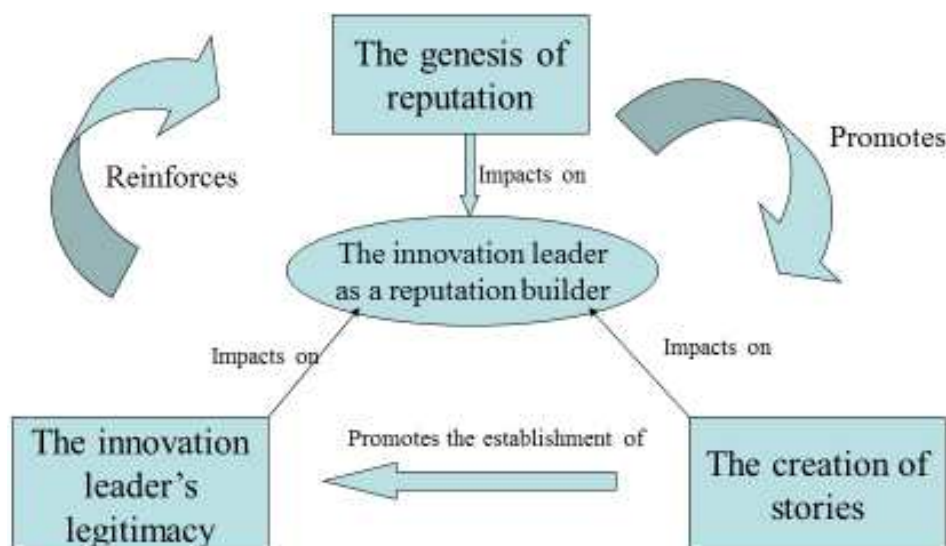 The genesis of
reputation
Reinforces
Promotes
Impacts on
The innovation leader
as a reputation builder
Impacts on
Impacts on
The innovation
leader’s
legitimacy
Promotes the establishment of
The creation of
stories